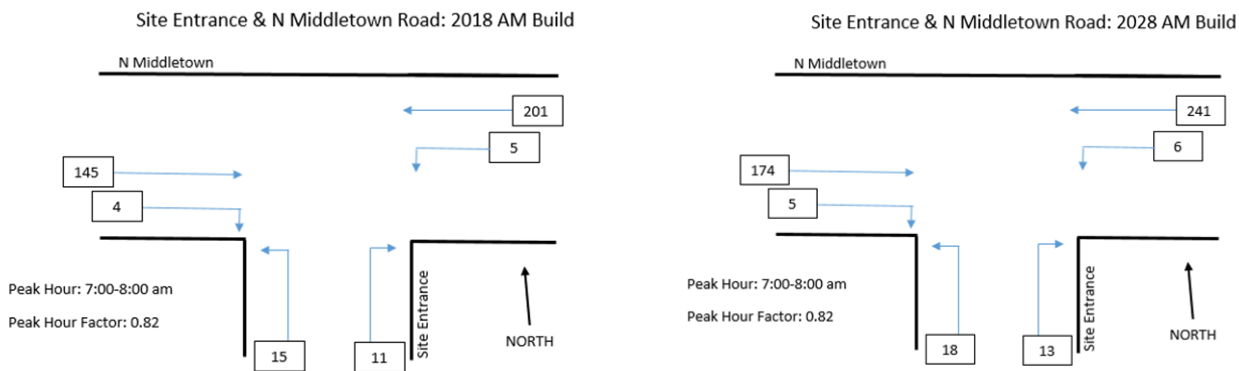 Site Entrance & N Middletown Road: 2018 AM Build
N Middletown
201
5
145
4
Peak Hour: 7:00-8:00 am
Peak Hour Factor: 0.82
15
11
Site Entrance
NORTH
Site Entrance & N Middletown Road: 2028 AM Build
N Middletown
241
6
174
5
Peak Hour: 7:00-8:00 am
Peak Hour Factor: 0.82
18
13
Site Entrance
NORTH